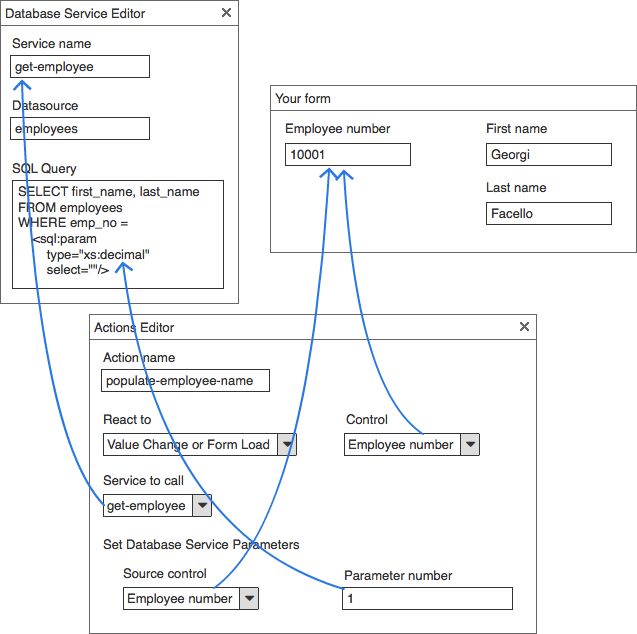 Database Service Editor
Service name
get-employee
Datasource
employees
SQL Query
SELECT first_name, last_name
FROM employees
WHERE emp_no =
<sql:param
type="xs:decimal"
select=""/>
Your form
Employee number
10001
First name
Georgi
Last name
Facello
Actions Editor
Action name
populate-employee-name
React to
Value Change or Form Load
Control
Employee number
Service to call
get-employee
Set Database Service Parameters
Source control
Employee number
Parameter number
1